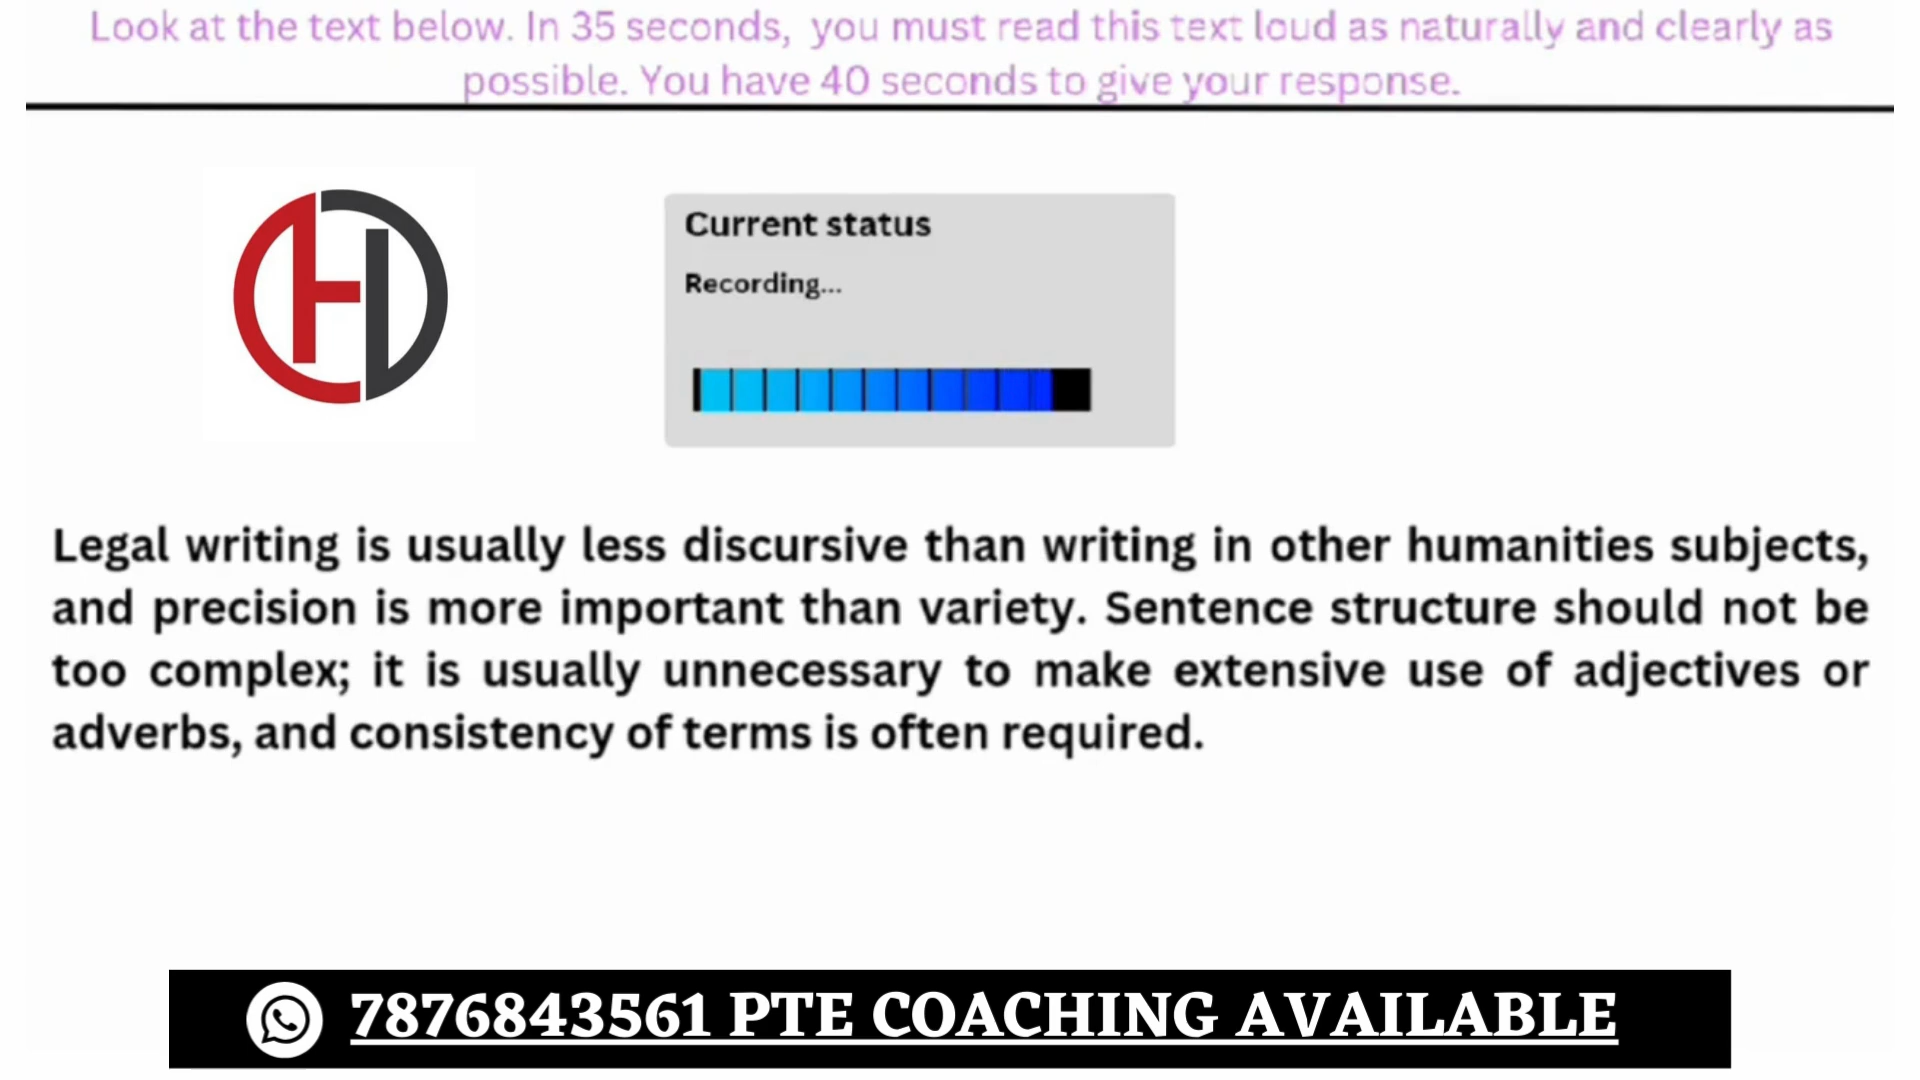 Look at the text below. In 35 seconds, you must read this text loud as naturally and clearly as
possible. You have 40 seconds to give your response.
Current status
Recording...
Legal writing is usually less discursive than writing in other humanities subjects,
and precision is more important than variety. Sentence structure should not be
too complex; it is usually unnecessary to make extensive use of adjectives or
adverbs, and consistency of terms is often required.
7876843561 PTE COACHING AVAILABLE